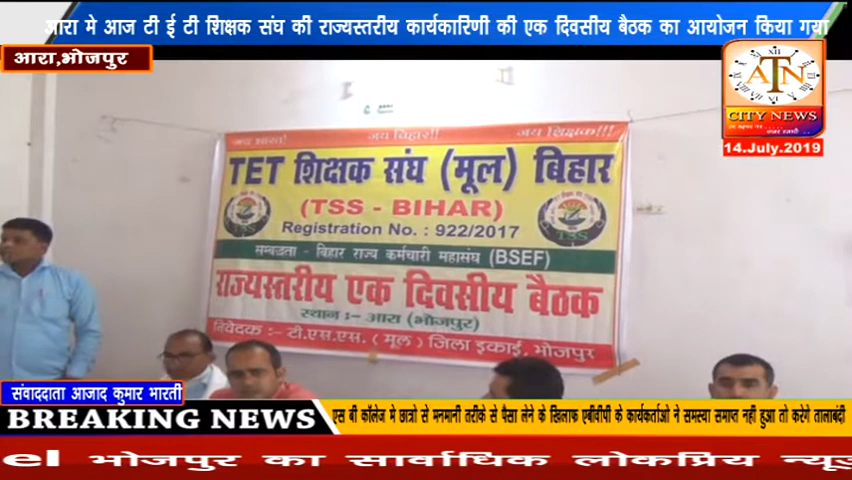 आरा मे आज टी ई टी शिक्षक संघ की राज्यस्तरीय कार्यकारिणी की एक दिवसीय बैठक का आयोजन किया गया
आरा,भोजपुर
ATN
CITY NEWS
14.July.2019
जय भारत! जय बिहार!! जय शिक्षक!!!
TET शिक्षक संघ (मूल) बिहार
(TSS - BIHAR)
Registration No. : 922/2017
सम्बद्धता - बिहार राज्य कर्मचारी महासंघ (BSEF)
राज्यस्तरीय एक दिवसीय बैठक
स्थान :- आरा (भोजपुर)
निवेदक :- टी.एस.एस. ( मूल ) जिला इकाई, भोजपुर
संवाददाता आजाद कुमार भारती
BREAKING NEWS
एस बी कॉलेज मे छात्रो से मनमानी तरीके से पैसा लेने के खिलाफ एबीवीपी के कार्यकर्ताओ ने समस्या समाप्त नही हुआ तो करेगे तालाबंदी
el भोजपुर का सार्वाधिक लोकप्रिय न्यूज